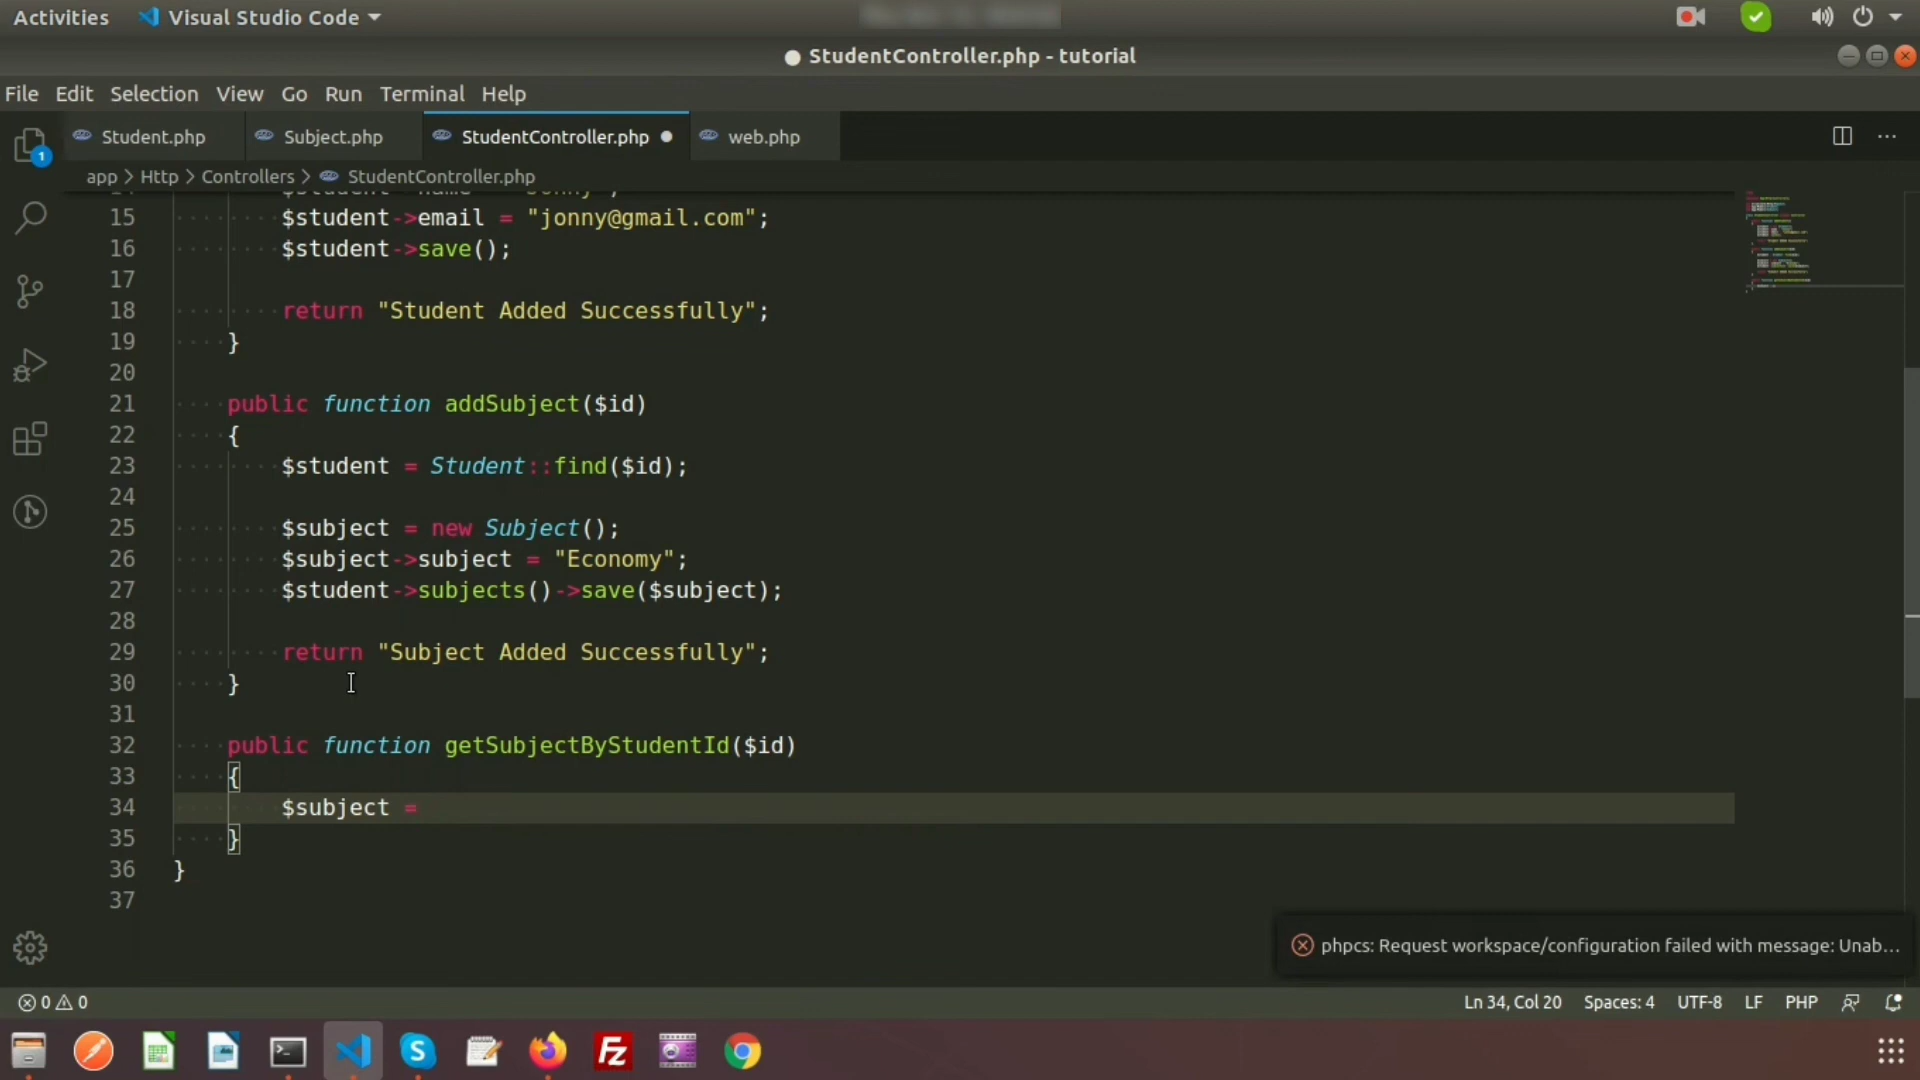 Activities Visual Studio Code
StudentController.php - tutorial
File Edit Selection View Go Run Terminal Help
Student.php Subject.php StudentController.php web.php
1
app > Http > Controllers > StudentController.php
15 $student->email = "jonny@gmail.com";
16 $student->save();
17
18 return "Student Added Successfully";
19 }
20
21 public function addSubject($id)
22 {
23 $student = Student::find($id);
24
25 $subject = new Subject();
26 $subject->subject = "Economy";
27 $student->subjects()->save($subject);
28
29 return "Subject Added Successfully";
30 }
31
32 public function getSubjectByStudentId($id)
33 {
34 $subject =
35 }
36 }
37
phpcs: Request workspace/configuration failed with message: Unab...
0 0 Ln 34, Col 20 Spaces: 4 UTF-8 LF PHP